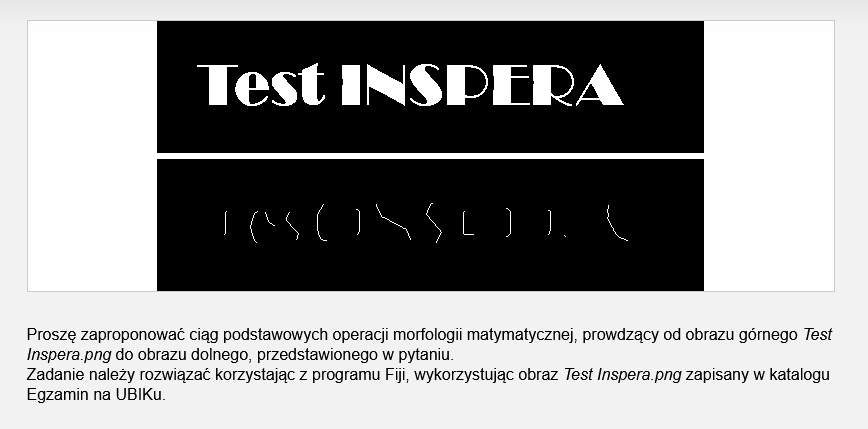 Test INSPERA
Proszę zaproponować ciąg podstawowych operacji morfologii matymatycznej, prowdzący od obrazu górnego Test
Inspera.png do obrazu dolnego, przedstawionego w pytaniu.
Zadanie należy rozwiązać korzystając z programu Fiji, wykorzystując obraz Test Inspera.png zapisany w katalogu
Egzamin na UBIKu.